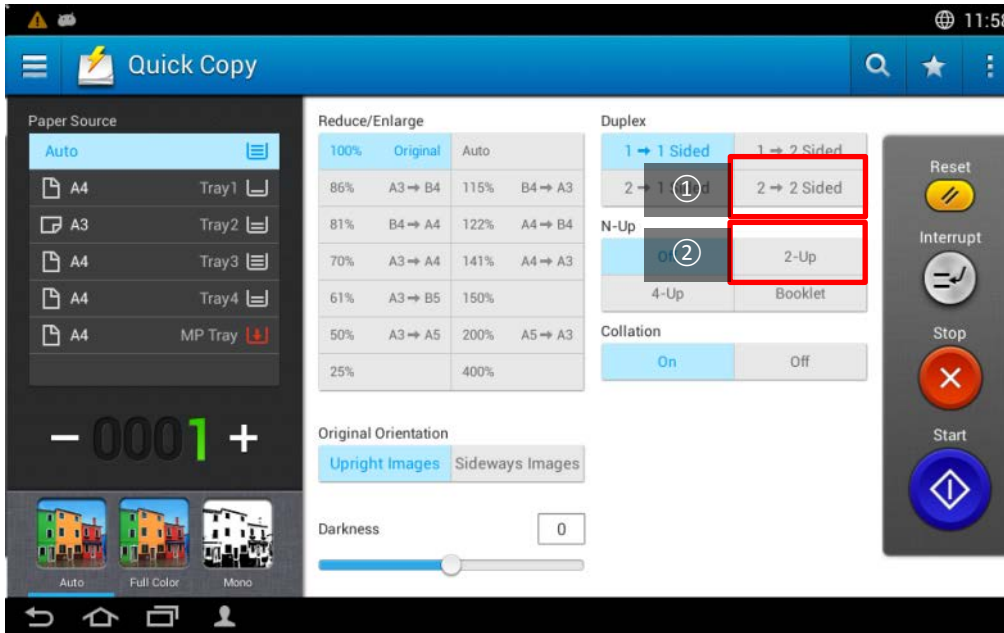 11:58
Quick Copy
Paper Source
Auto
A4 Tray1
A3 Tray2
A4 Tray3
A4 Tray4
A4 MP Tray
0001
Auto Full Color Mono
Reduce/Enlarge
100% Original Auto
86% A3 → B4 115% B4 → A3
81% B4 → A4 122% A4 → B4
70% A3 → A4 141% A4 → A3
61% A3 → B5 150%
50% A3 → A5 200% A5 → A3
25% 400%
Original Orientation
Upright Images Sideways Images
Darkness 0
Duplex
1 → 1 Sided 1 → 2 Sided
2 → 1 Sided 2 → 2 Sided
①
N-Up
② 2-Up
4-Up Booklet
Collation
On Off
Reset
Interrupt
Stop
Start